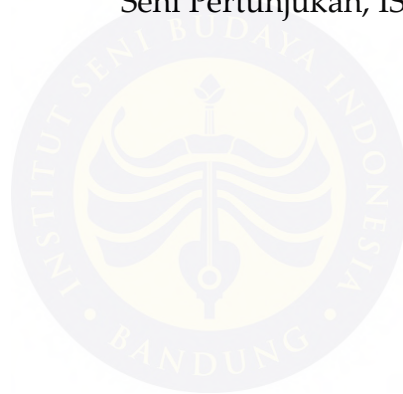 Seni Pertunjukan, IS
INSTITUT SENI BUDAYA INDONESIA
• BANDUNG •